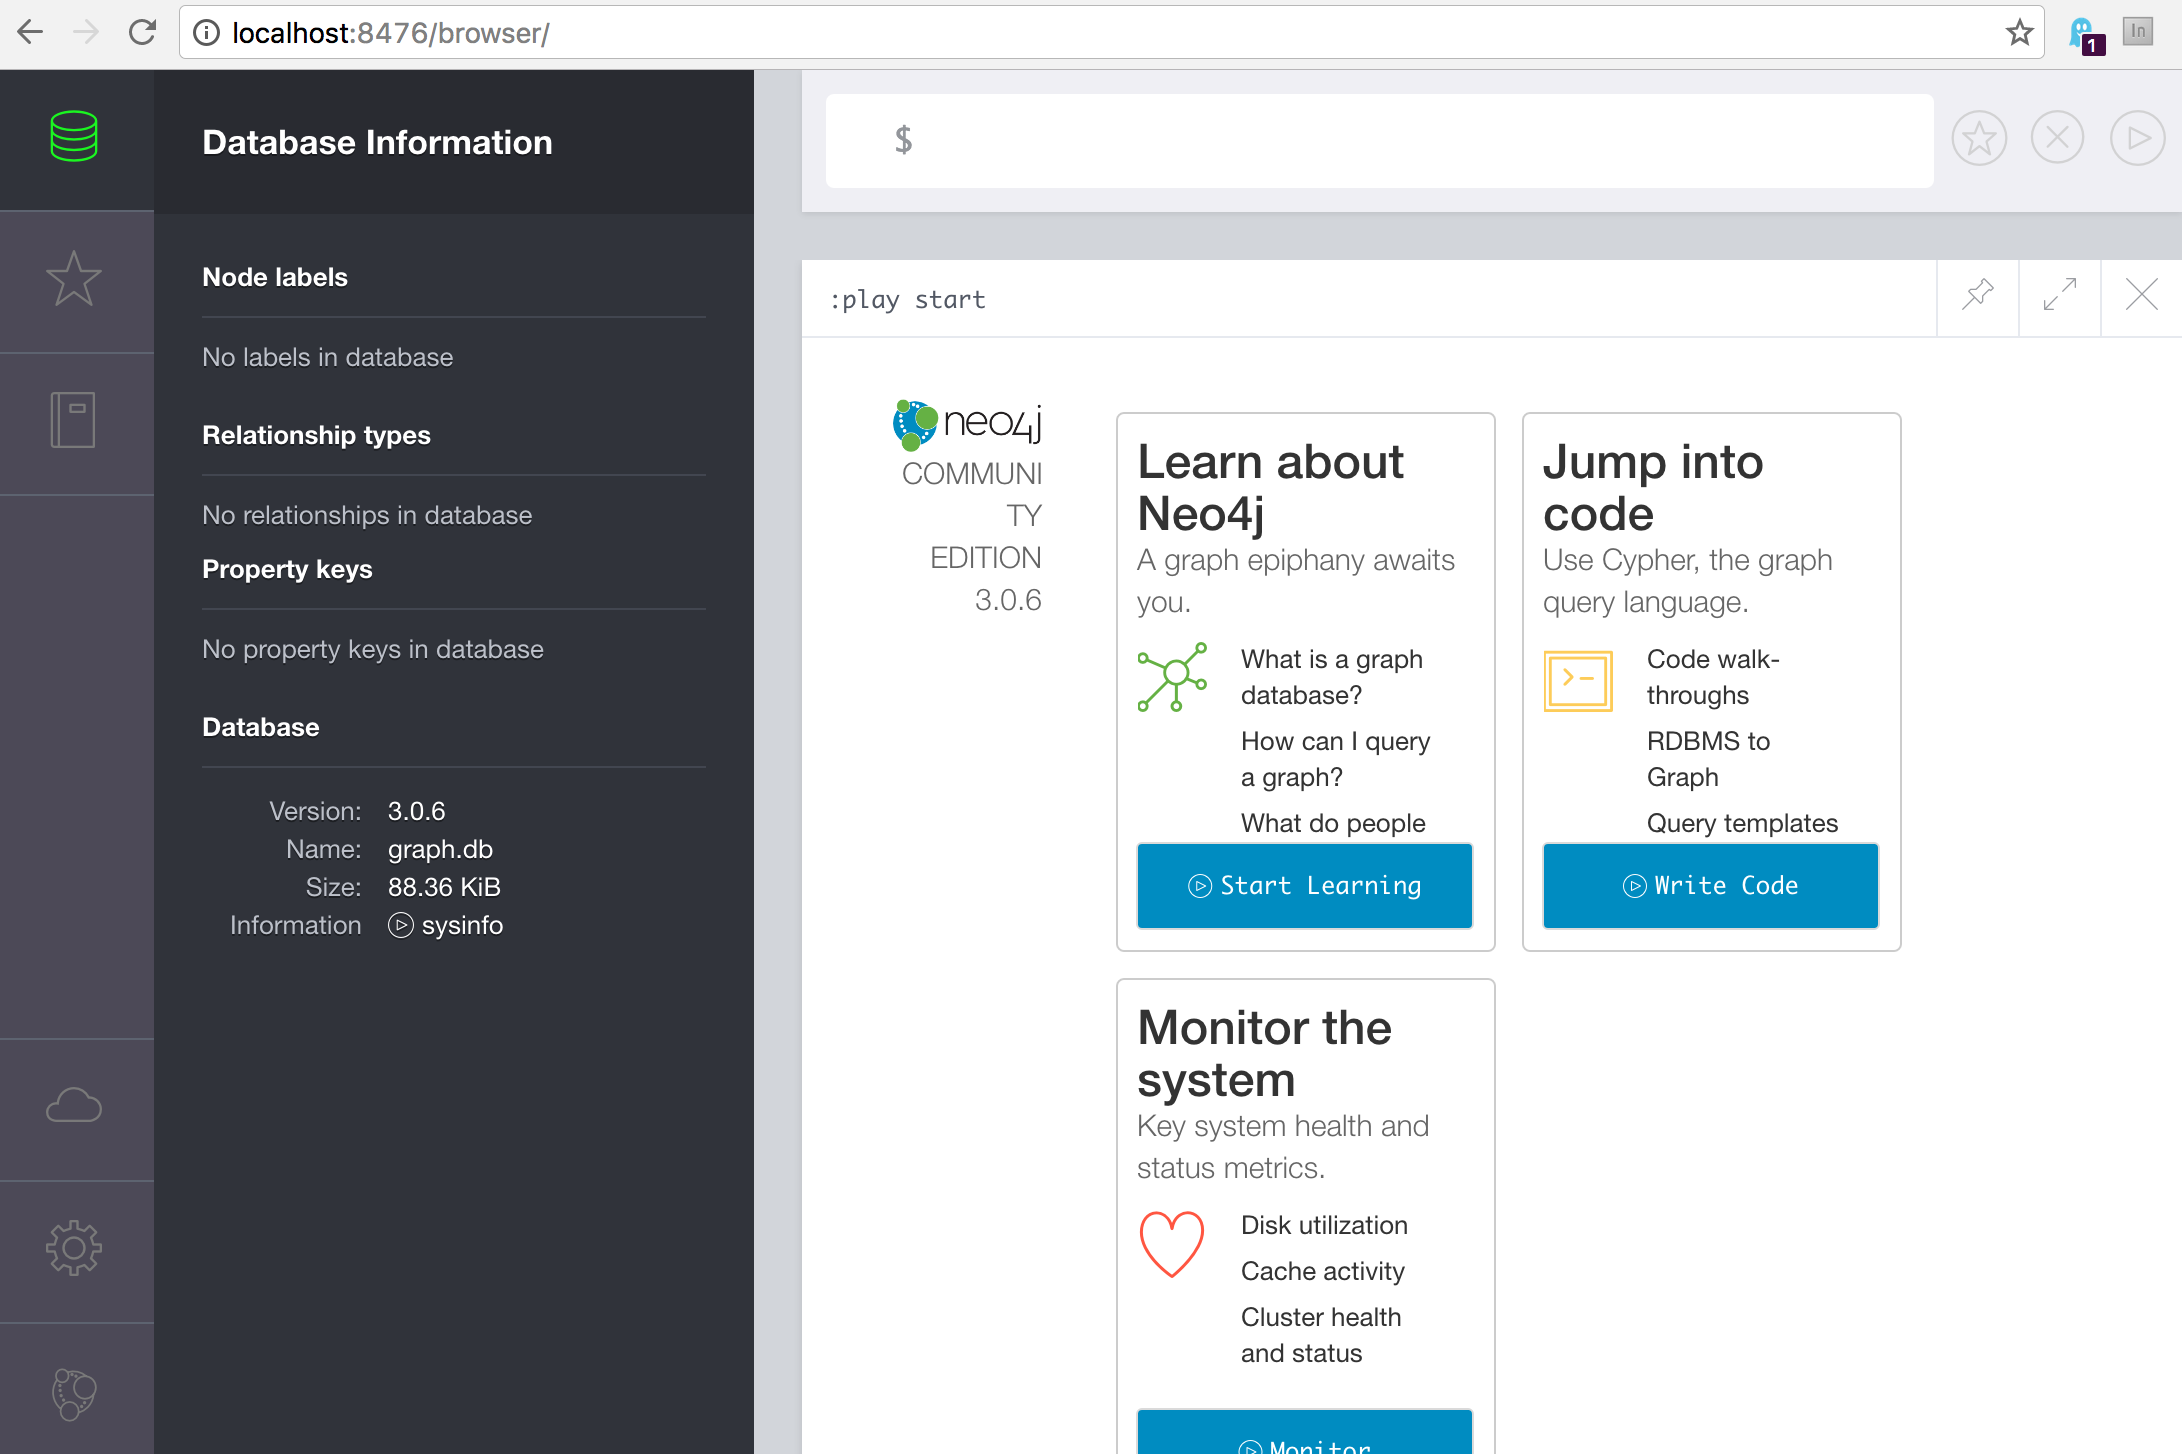 localhost:8476/browser/
1
In
Database Information
Node labels
No labels in database
Relationship types
No relationships in database
Property keys
No property keys in database
Database
Version: 3.0.6
Name: graph.db
Size: 88.36 KiB
Information sysinfo
$
:play start
neo4j
COMMUNI
TY
EDITION
3.0.6
Learn about
Neo4j
A graph epiphany awaits
you.
What is a graph
database?
How can I query
a graph?
What do people
Start Learning
Jump into
code
Use Cypher, the graph
query language.
Code walk-
throughs
RDBMS to
Graph
Query templates
Write Code
Monitor the
system
Key system health and
status metrics.
Disk utilization
Cache activity
Cluster health
and status
Monitor